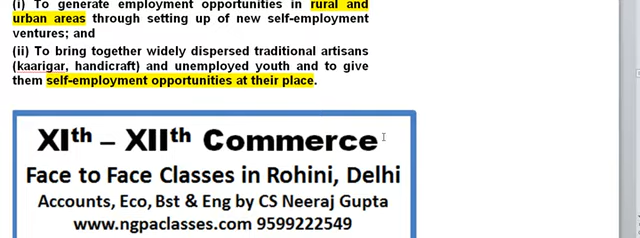 (i) To generate employment opportunities in rural and
urban areas through setting up of new self-employment
ventures; and
(ii) To bring together widely dispersed traditional artisans
(kaarigar, handicraft) and unemployed youth and to give
them self-employment opportunities at their place.
XIth – XIIth Commerce
Face to Face Classes in Rohini, Delhi
Accounts, Eco, Bst & Eng by CS Neeraj Gupta
www.ngpaclasses.com 9599222549